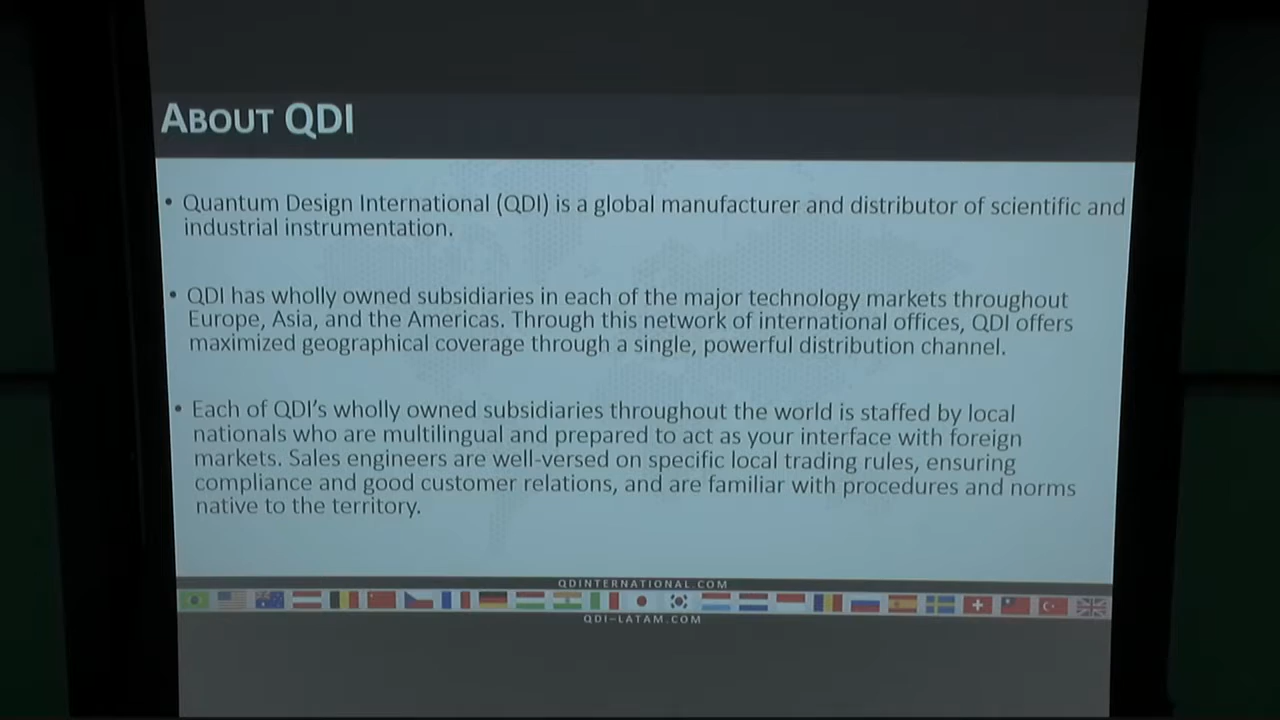 ABOUT QDI
• Quantum Design International (QDI) is a global manufacturer and distributor of scientific and
industrial instrumentation.
• QDI has wholly owned subsidiaries in each of the major technology markets throughout
Europe, Asia, and the Americas. Through this network of international offices, QDI offers
maximized geographical coverage through a single, powerful distribution channel.
• Each of QDI's wholly owned subsidiaries throughout the world is staffed by local
nationals who are multilingual and prepared to act as your interface with foreign
markets. Sales engineers are well-versed on specific local trading rules, ensuring
compliance and good customer relations, and are familiar with procedures and norms
native to the territory.
QDINTERNATIONAL.COM
QDI-LATAM.COM